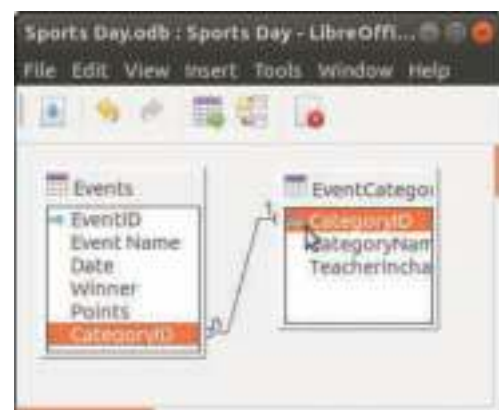 Sports Day.odb : Sports Day - LibreOffi...
File Edit View Insert Tools Window Help
Events
EventID
Event Name
Date
Winner
Points
CategoryID
n
1
EventCategor
CategoryID
CategoryNam
TeacherIncha